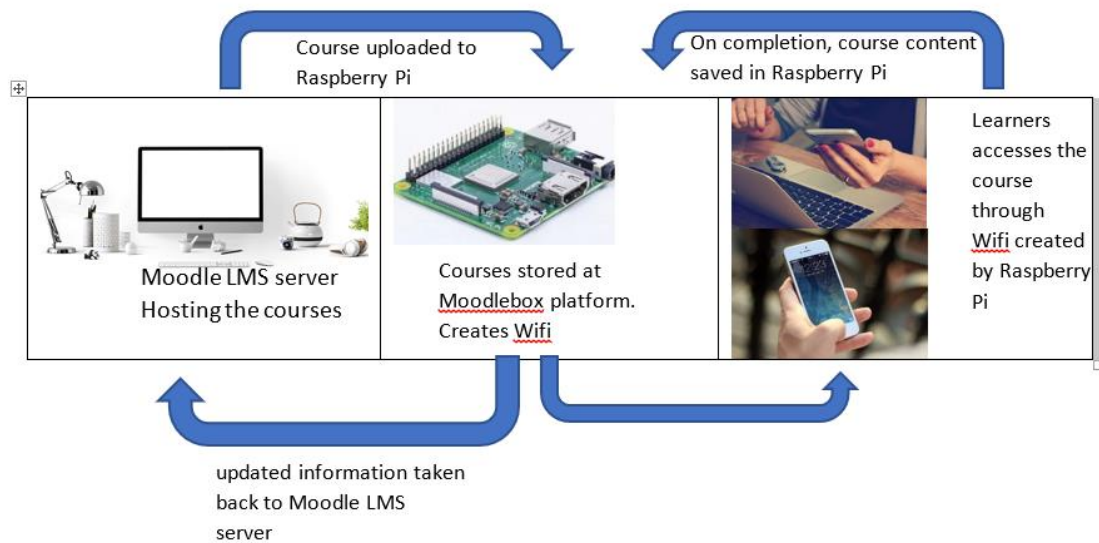 Course uploaded to
Raspberry Pi
On completion, course content
saved in Raspberry Pi
Moodle LMS server
Hosting the courses
Courses stored at
Moodlebox platform.
Creates Wifi
Learners
accesses the
course
through
Wifi created
by Raspberry
Pi
updated information taken
back to Moodle LMS
server